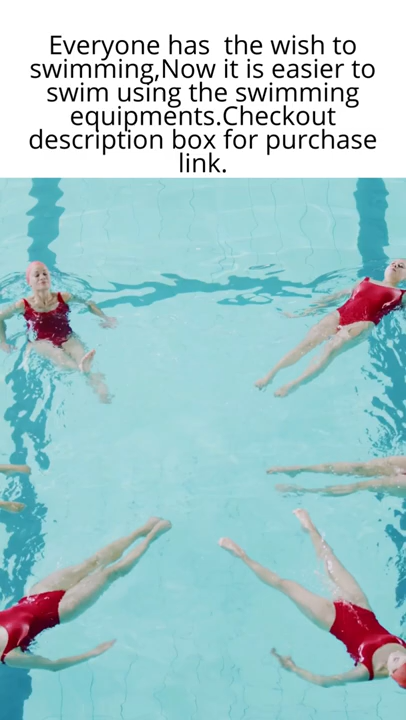 Everyone has  the wish to
swimming,Now it is easier to
swim using the swimming
equipments.Checkout
description box for purchase
link.